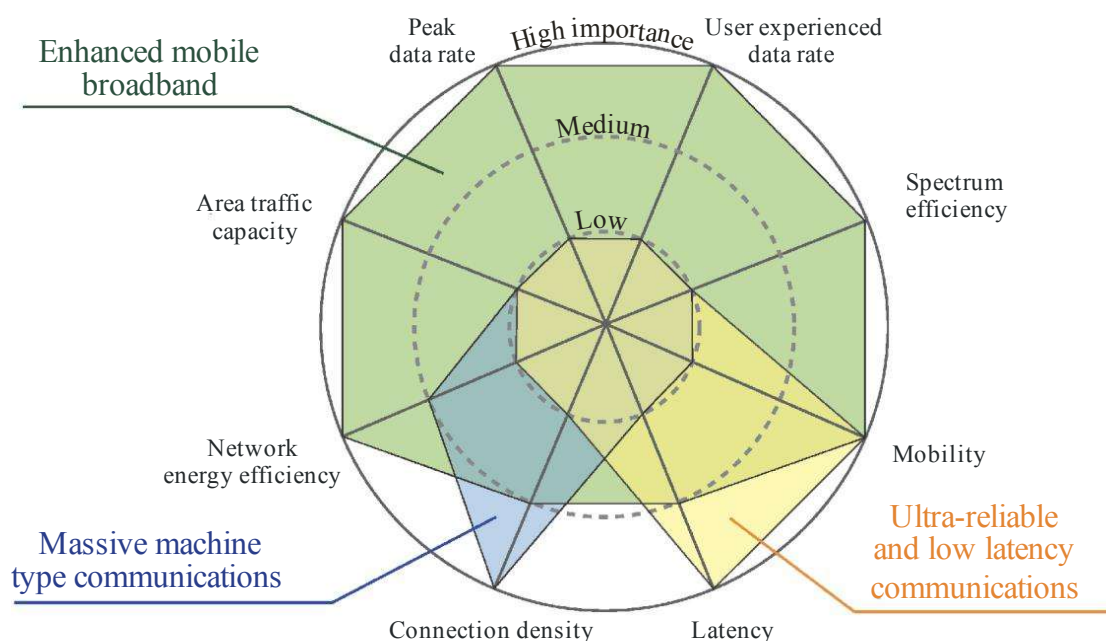 Enhanced mobile
broadband
Peak
data rate
High importance
User experienced
data rate
Medium
Area traffic
capacity
Low
Spectrum
efficiency
Network
energy efficiency
Mobility
Massive machine
type communications
Ultra-reliable
and low latency
communications
Connection density
Latency